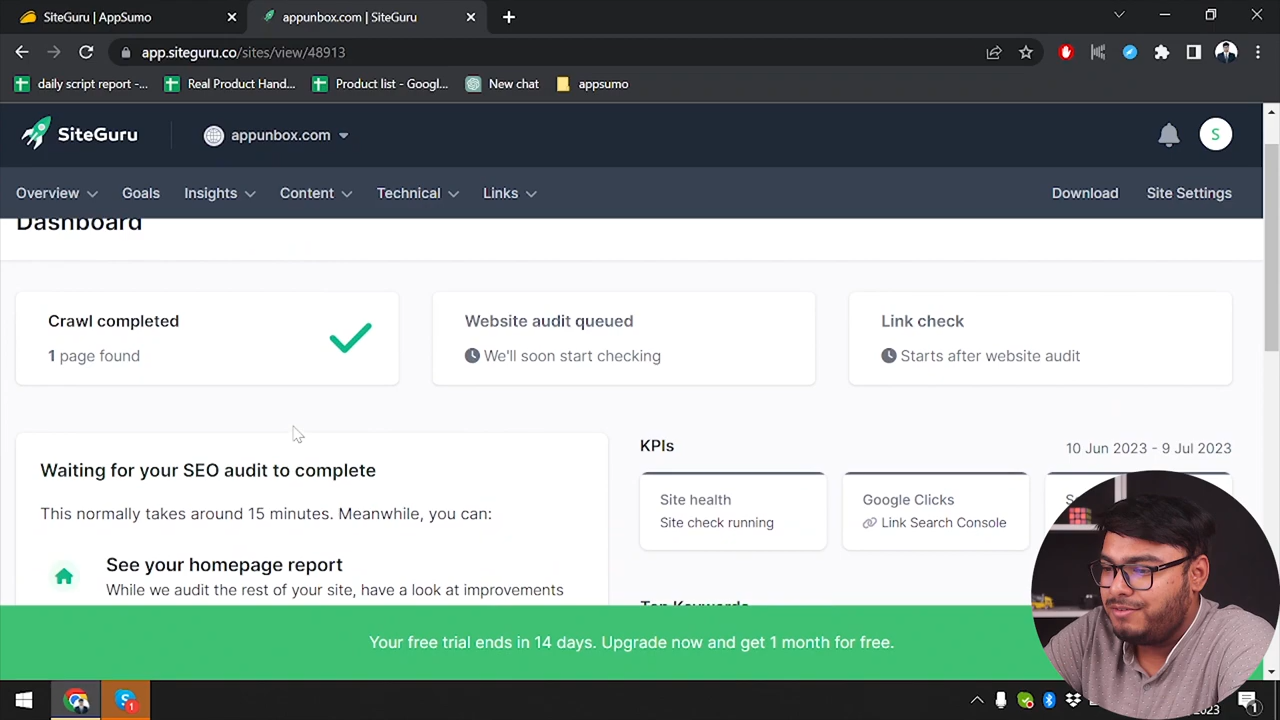 SiteGuru | AppSumo
appunbox.com | SiteGuru
app.siteguru.co/sites/view/48913
daily script report -...
Real Product Hand...
Product list - Google...
New chat
appsumo
SiteGuru
appunbox.com
S
Overview
Goals
Insights
Content
Technical
Links
Download
Site Settings
Dashboard
Crawl completed
1 page found
Website audit queued
We'll soon start checking
Link check
Starts after website audit
Waiting for your SEO audit to complete
This normally takes around 15 minutes. Meanwhile, you can:
See your homepage report
While we audit the rest of your site, have a look at improvements
KPIs
10 Jun 2023 - 9 Jul 2023
Site health
Site check running
Google Clicks
Link Search Console
Top Keywords
Your free trial ends in 14 days. Upgrade now and get 1 month for free.